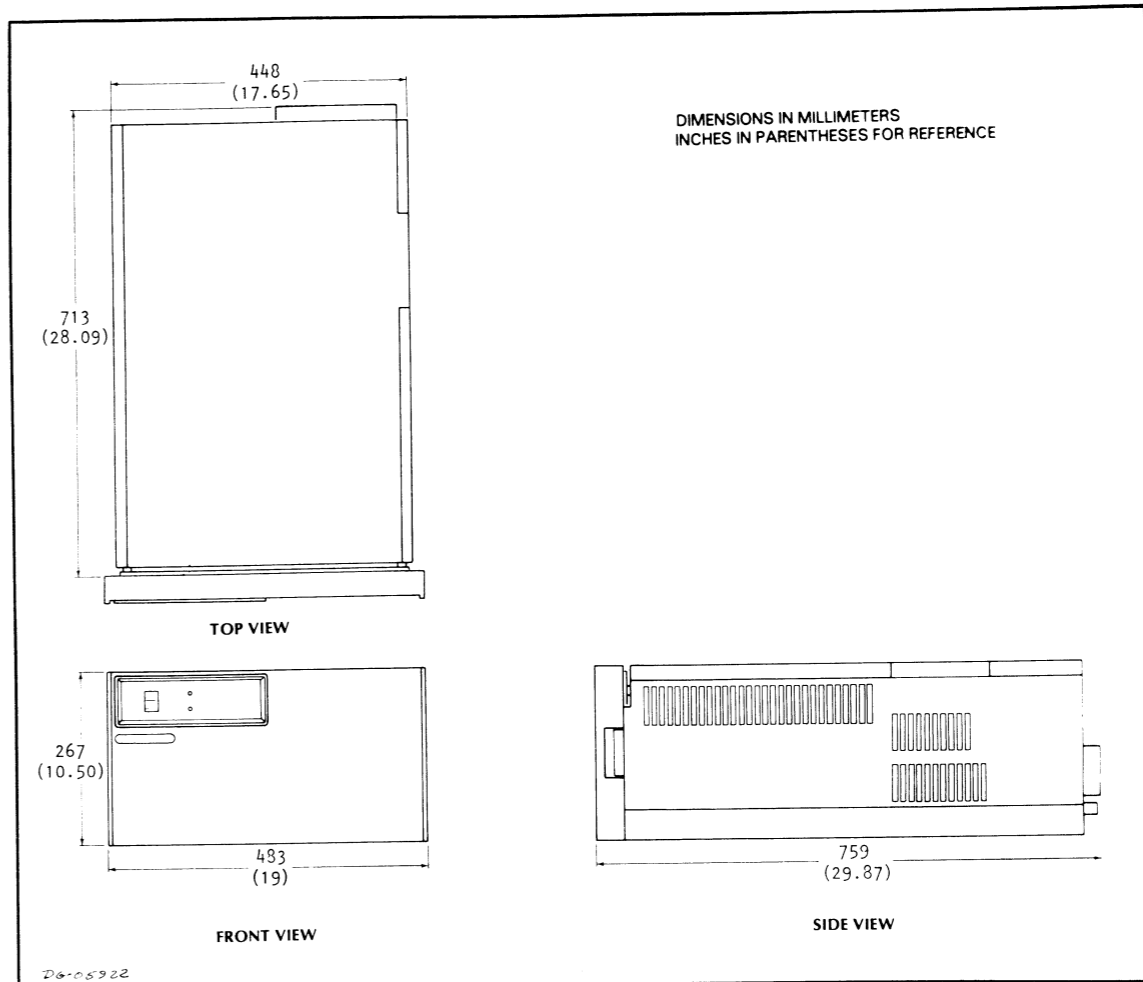 448
(17.65)
DIMENSIONS IN MILLIMETERS
INCHES IN PARENTHESES FOR REFERENCE
713
(28.09)
TOP VIEW
267
(10.50)
483
(19)
FRONT VIEW
759
(29.87)
SIDE VIEW
DG-05922